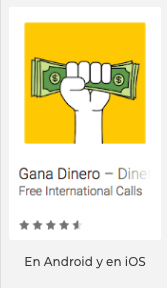 Gana Dinero – Dine
Free International Calls
En Android y en iOS